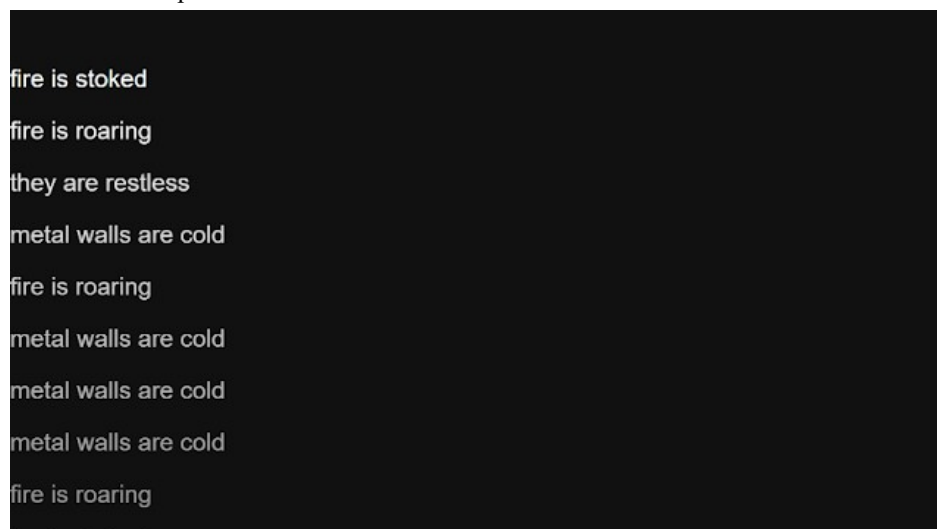 fire is stoked
fire is roaring
they are restless
metal walls are cold
fire is roaring
metal walls are cold
metal walls are cold
metal walls are cold
fire is roaring